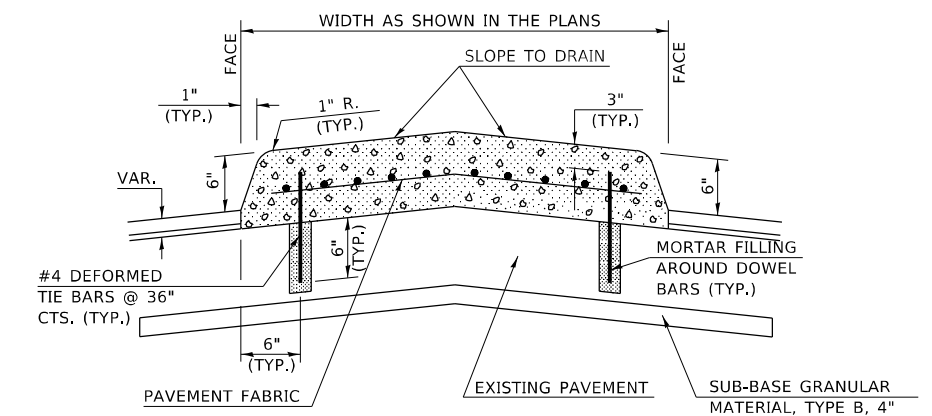 WIDTH AS SHOWN IN THE PLANS
FACE
FACE
SLOPE TO DRAIN
1"
(TYP.)
1" R.
(TYP.)
3"
(TYP.)
VAR.
6"
6"
6"
(TYP.)
#4 DEFORMED
TIE BARS @ 36"
CTS. (TYP.)
MORTAR FILLING
AROUND DOWEL
BARS (TYP.)
6"
(TYP.)
PAVEMENT FABRIC
EXISTING PAVEMENT
SUB-BASE GRANULAR
MATERIAL, TYPE B, 4"